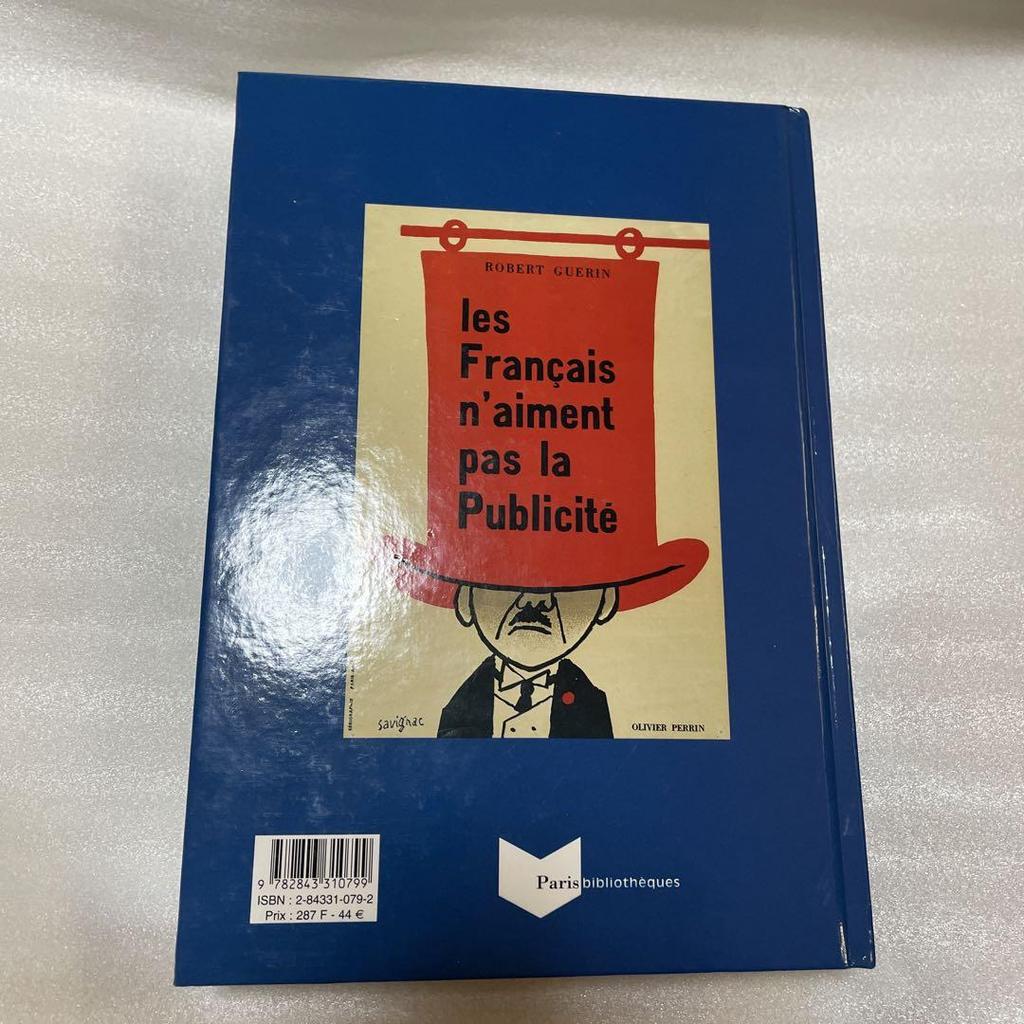 ROBERT GUERIN
les
Français
n'aiment
pas la
Publicité
savignac
OLIVIER PERRIN
9 782843 310799
ISBN : 2-84331-079-2
Prix : 287 F - 44 €
Paris bibliothèques